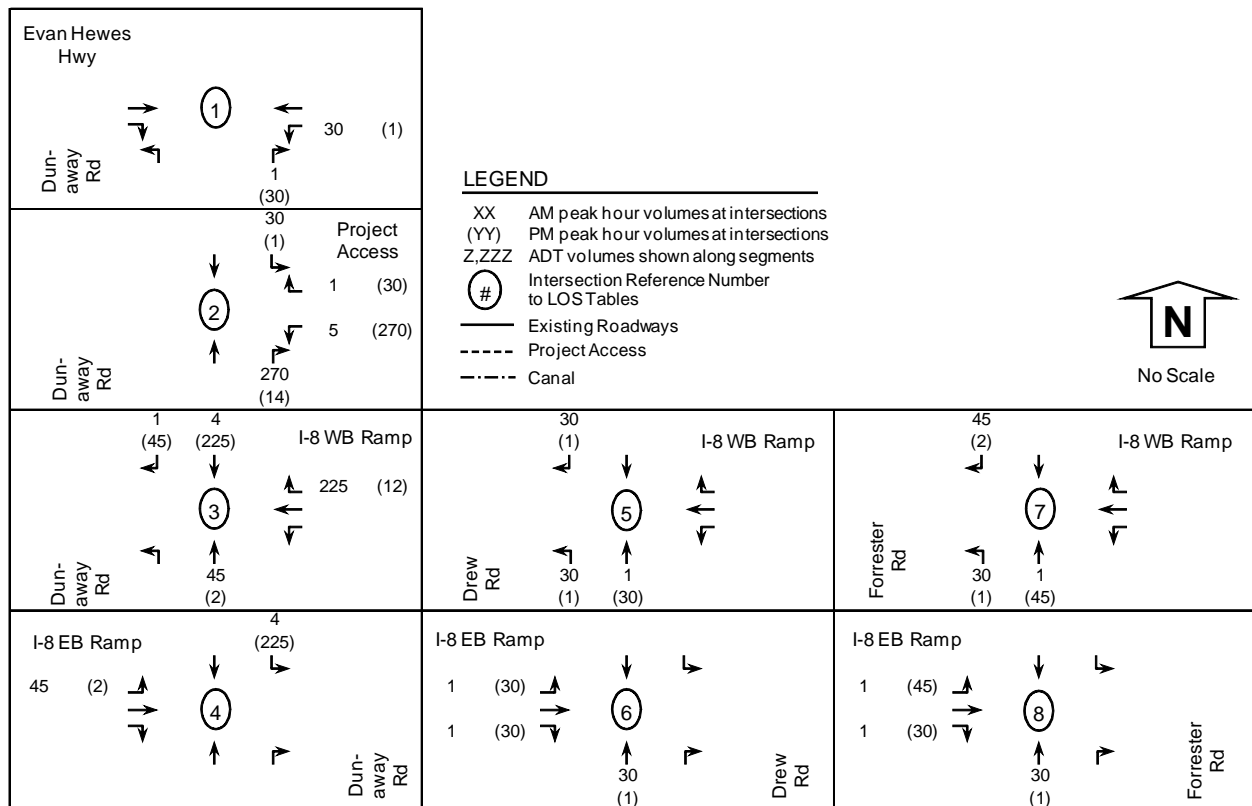 Evan Hewes
Hwy
1
30 (1)
Dun-
away
Rd
1
(30)
30
(1)
Project
Access
1 (30)
2
5 (270)
Dun-
away
Rd
270
(14)
LEGEND
XX AM peak hour volumes at intersections
(YY) PM peak hour volumes at intersections
Z,ZZZ ADT volumes shown along segments
# Intersection Reference Number
to LOS Tables
Existing Roadways
Project Access
Canal
N
No Scale
1 4
(45) (225)
I-8 WB Ramp
225 (12)
3
Dun-
away
Rd
45
(2)
30
(1)
I-8 WB Ramp
5
Drew
Rd
30 1
(1) (30)
45
(2)
I-8 WB Ramp
7
Forrester
Rd
30 1
(1) (45)
4
(225)
I-8 EB Ramp
45 (2)
4
Dun-
away
Rd
I-8 EB Ramp
1 (30)
6
1 (30)
30
(1)
Drew
Rd
I-8 EB Ramp
1 (45)
8
1 (30)
30
(1)
Forrester
Rd